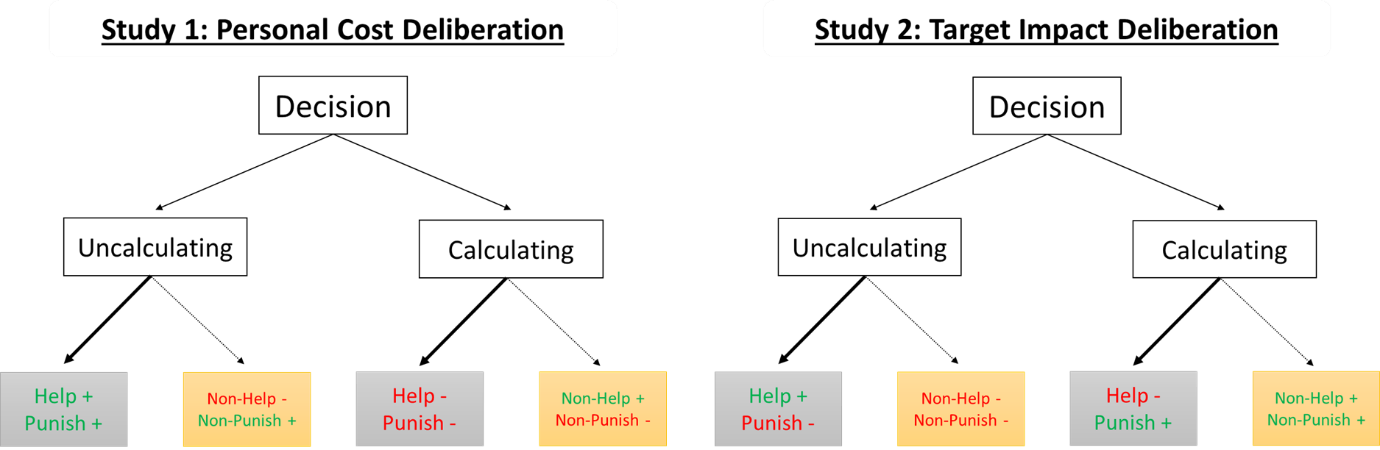 Study 1: Personal Cost Deliberation
Decision
Uncalculating
Calculating
Help +
Punish +
Non-Help -
Non-Punish +
Help -
Punish -
Non-Help +
Non-Punish -
Study 2: Target Impact Deliberation
Decision
Uncalculating
Calculating
Help +
Punish -
Non-Help -
Non-Punish -
Help -
Punish +
Non-Help +
Non-Punish +